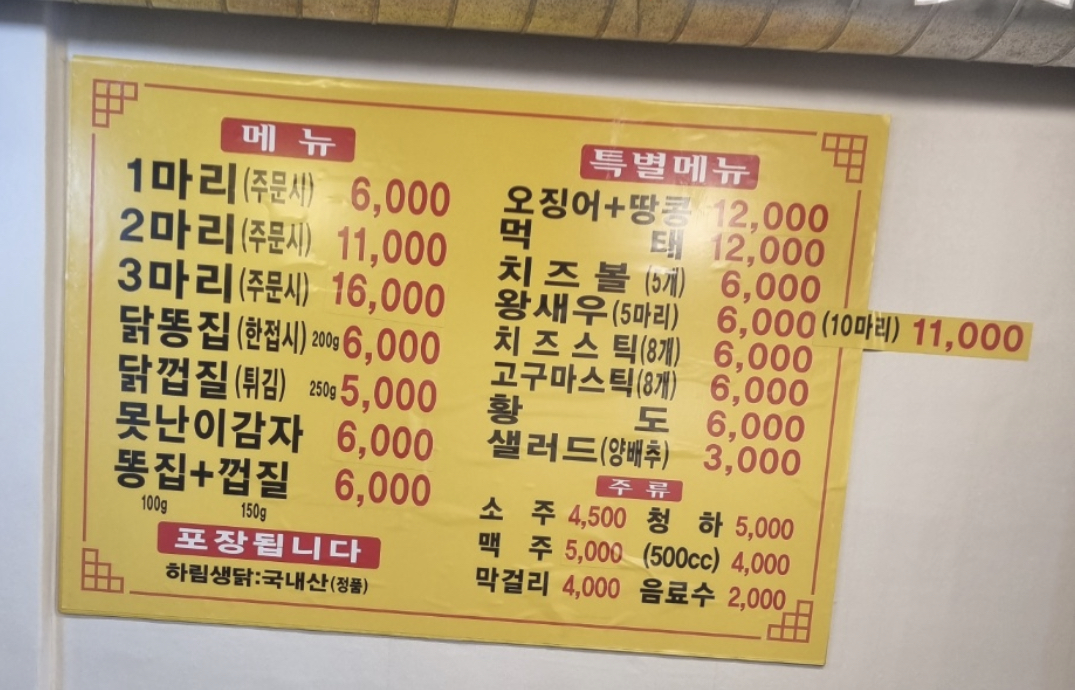 메뉴
1마리(주문시) 6,000
2마리(주문시) 11,000
3마리(주문시) 16,000
닭똥집(한접시) 200g 6,000
닭껍질(튀김) 250g 5,000
못난이감자 6,000
똥집+껍질 6,000
100g 150g
포장됩니다
하림생닭:국내산(정품)
특별메뉴
오징어+땅콩 12,000
먹태 12,000
치즈볼(5개) 6,000
왕새우(5마리) 6,000 (10마리) 11,000
치즈스틱(8개) 6,000
고구마스틱(8개) 6,000
황도 6,000
샐러드(양배추) 3,000
주류
소주 4,500 청하 5,000
맥주 5,000 (500cc) 4,000
막걸리 4,000 음료수 2,000